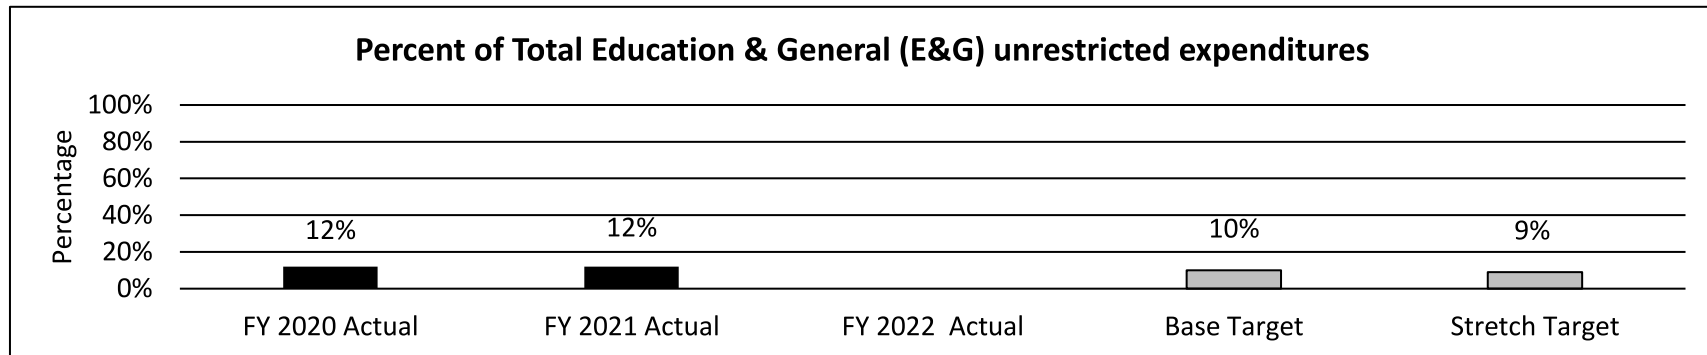 Percent of Total Education & General (E&G) unrestricted expenditures
Percentage
100%
80%
60%
40%
20%
0%
12%
12%
10%
9%
FY 2020 Actual
FY 2021 Actual
FY 2022  Actual
Base Target
Stretch Target